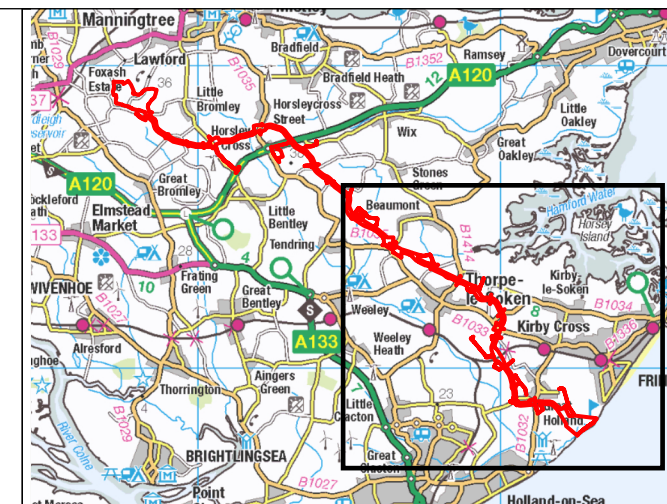 Manningtree
Bradfield
Ramsey
B1352
Dovercourt
Lawford
B1029
B1035
Bradfield Heath
12
A120
Foxash
Estate
36
37
Little
Bromley
Horsleycross
Street
Little
Oakley
Horsley
Cross
Wix
Great
Oakley
Great
Bromley
Stones
Green
A120
Elmstead
Market
Beaumont
Hamford Water
Horsey
Island
Little
Bentley
Tendring
133
B1414
28
4
Frating
Green
Great
Bentley
10
Thorpe-
le-Soken
Kirby-
le-Soken
B1034
WIVENHOE
B1027
Weeley
8
B1033
Kirby Cross
B1336
A133
Weeley
Heath
Alresford
Aingers
Green
Thorrington
7
Little
Clacton
23
4
B1029
River Colne
Holland
B1032
BRIGHTLINGSEA
Great
Clacton
B1027
Point
Holland-on-Sea